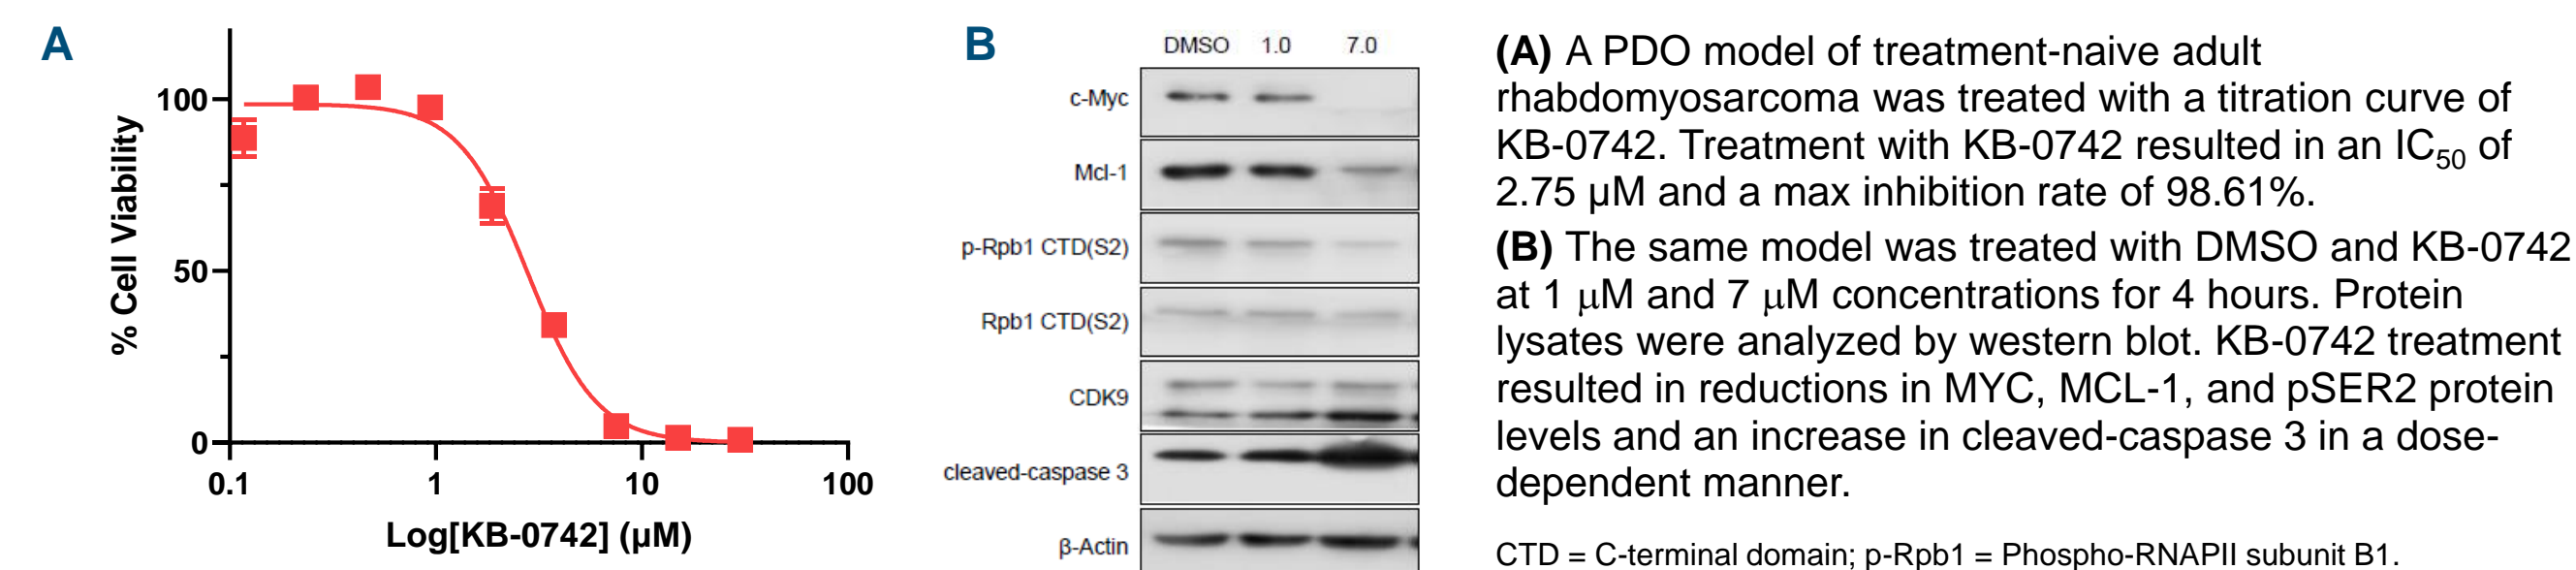 A
100
50
0
0.1
1
10
100
% Cell Viability
Log[KB-0742] (µM)
B
DMSO 1.0 7.0
c-Myc
Mcl-1
p-Rpb1 CTD(S2)
Rpb1 CTD(S2)
CDK9
cleaved-caspase 3
β-Actin
(A) A PDO model of treatment-naive adult
rhabdomyosarcoma was treated with a titration curve of
KB-0742. Treatment with KB-0742 resulted in an IC50 of
2.75 µM and a max inhibition rate of 98.61%.
(B) The same model was treated with DMSO and KB-0742
at 1 µM and 7 µM concentrations for 4 hours. Protein
lysates were analyzed by western blot. KB-0742 treatment
resulted in reductions in MYC, MCL-1, and pSER2 protein
levels and an increase in cleaved-caspase 3 in a dose-
dependent manner.
CTD = C-terminal domain; p-Rpb1 = Phospho-RNAPII subunit B1.